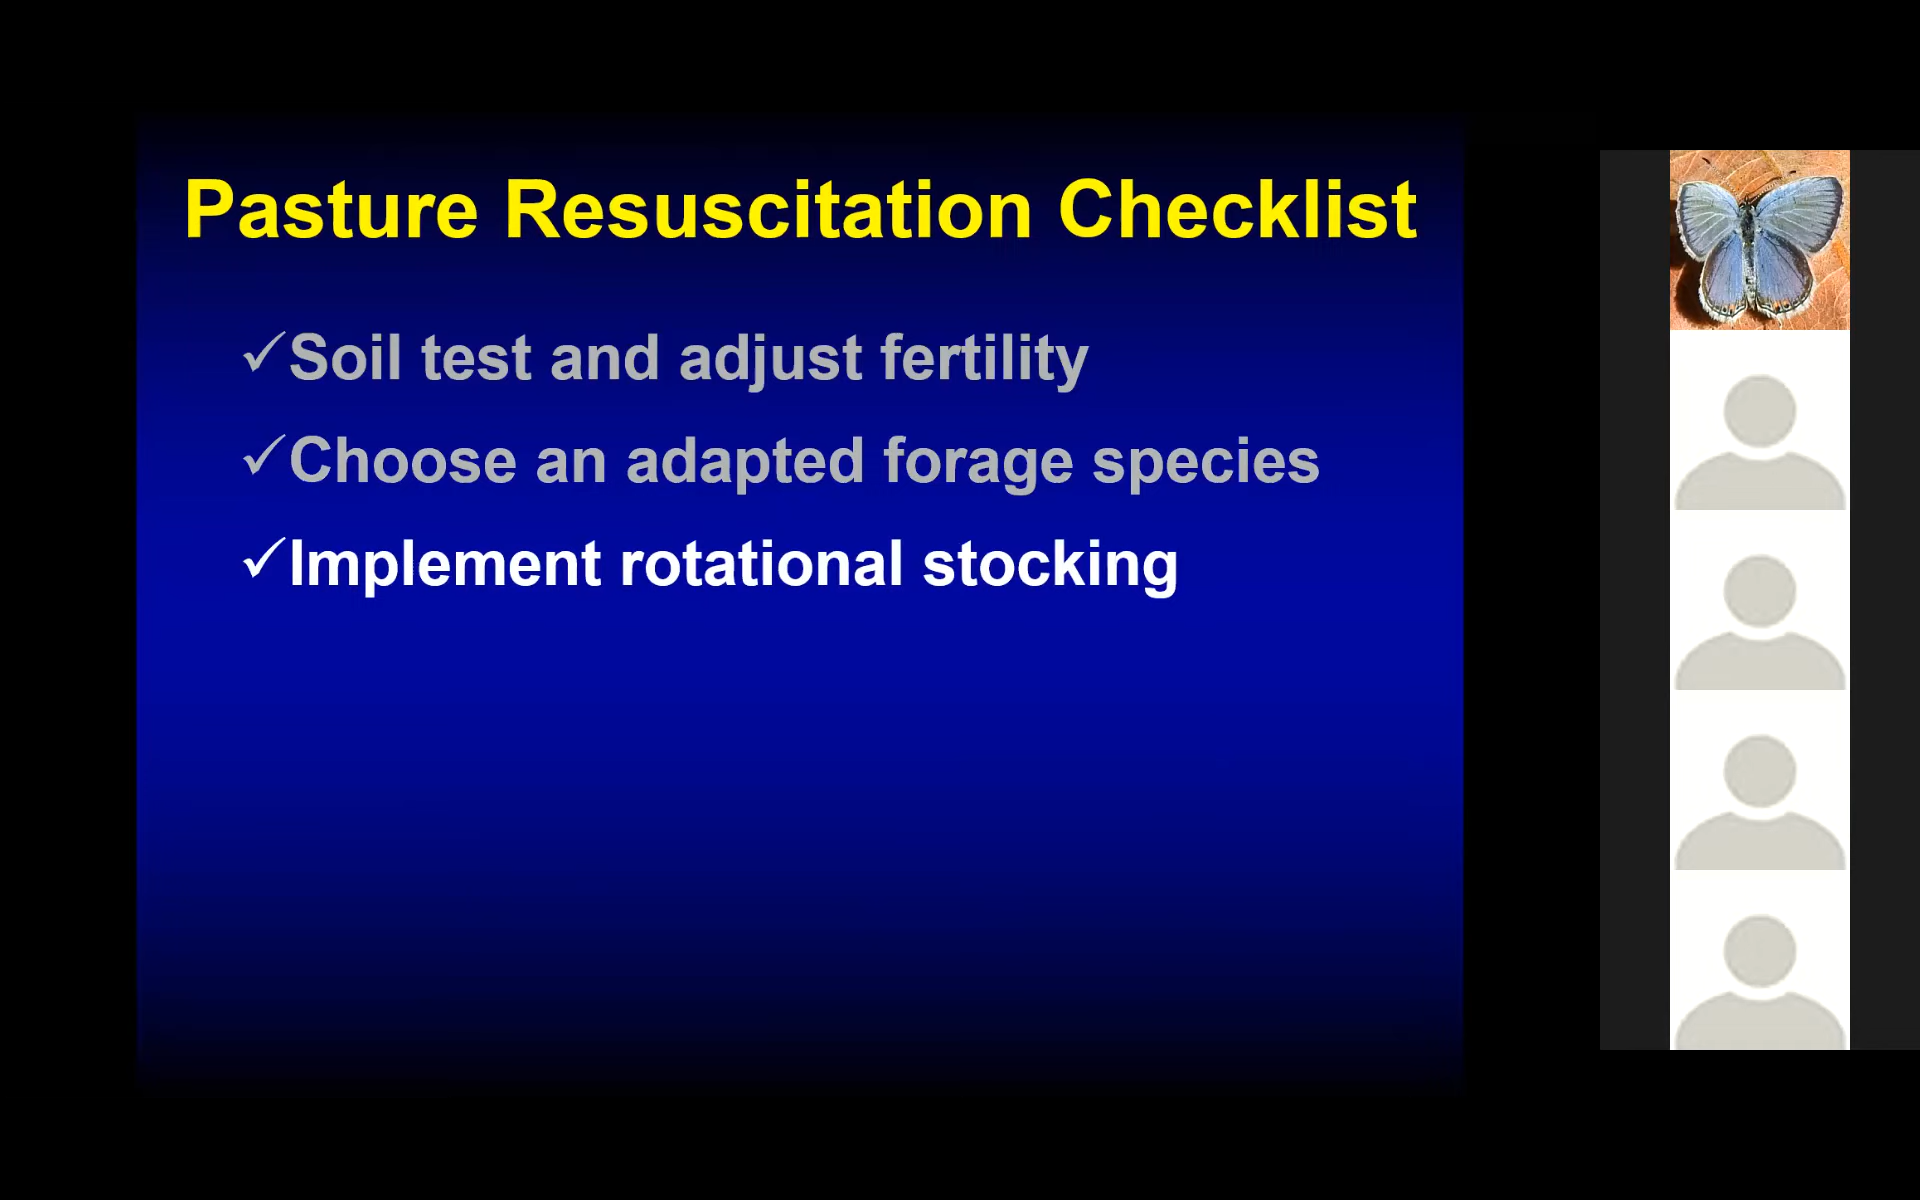 Pasture Resuscitation Checklist
✓Soil test and adjust fertility
✓Choose an adapted forage species
✓Implement rotational stocking